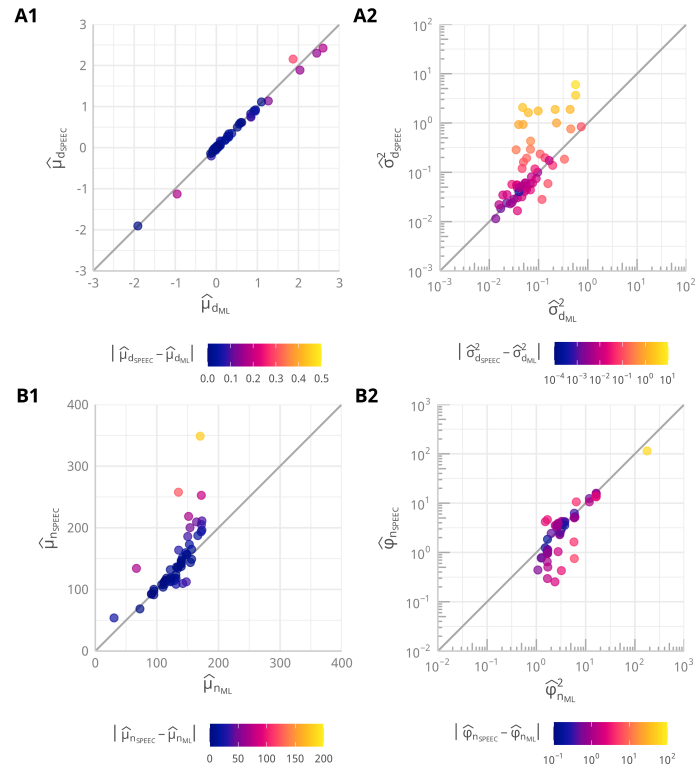 A1
3
2
1
0
-1
-2
-3
-3 -2 -1 0 1 2 3
μ̂dSPEEC
μ̂dML
| μ̂dSPEEC − μ̂dML |
0.0 0.1 0.2 0.3 0.4 0.5
A2
10²
10¹
10⁰
10⁻¹
10⁻²
10⁻³
10⁻³ 10⁻² 10⁻¹ 10⁰ 10¹ 10²
σ̂²dSPEEC
σ̂²dML
| σ̂²dSPEEC − σ̂²dML |
10⁻⁴ 10⁻³ 10⁻² 10⁻¹ 10⁰ 10¹
B1
400
300
200
100
0
0 100 200 300 400
μ̂nSPEEC
μ̂nML
| μ̂nSPEEC − μ̂nML |
0 50 100 150 200
B2
10³
10²
10¹
10⁰
10⁻¹
10⁻²
10⁻² 10⁻¹ 10⁰ 10¹ 10² 10³
φ̂nSPEEC
φ̂²nML
| φ̂nSPEEC − φ̂nML |
10⁻¹ 10⁰ 10¹ 10²